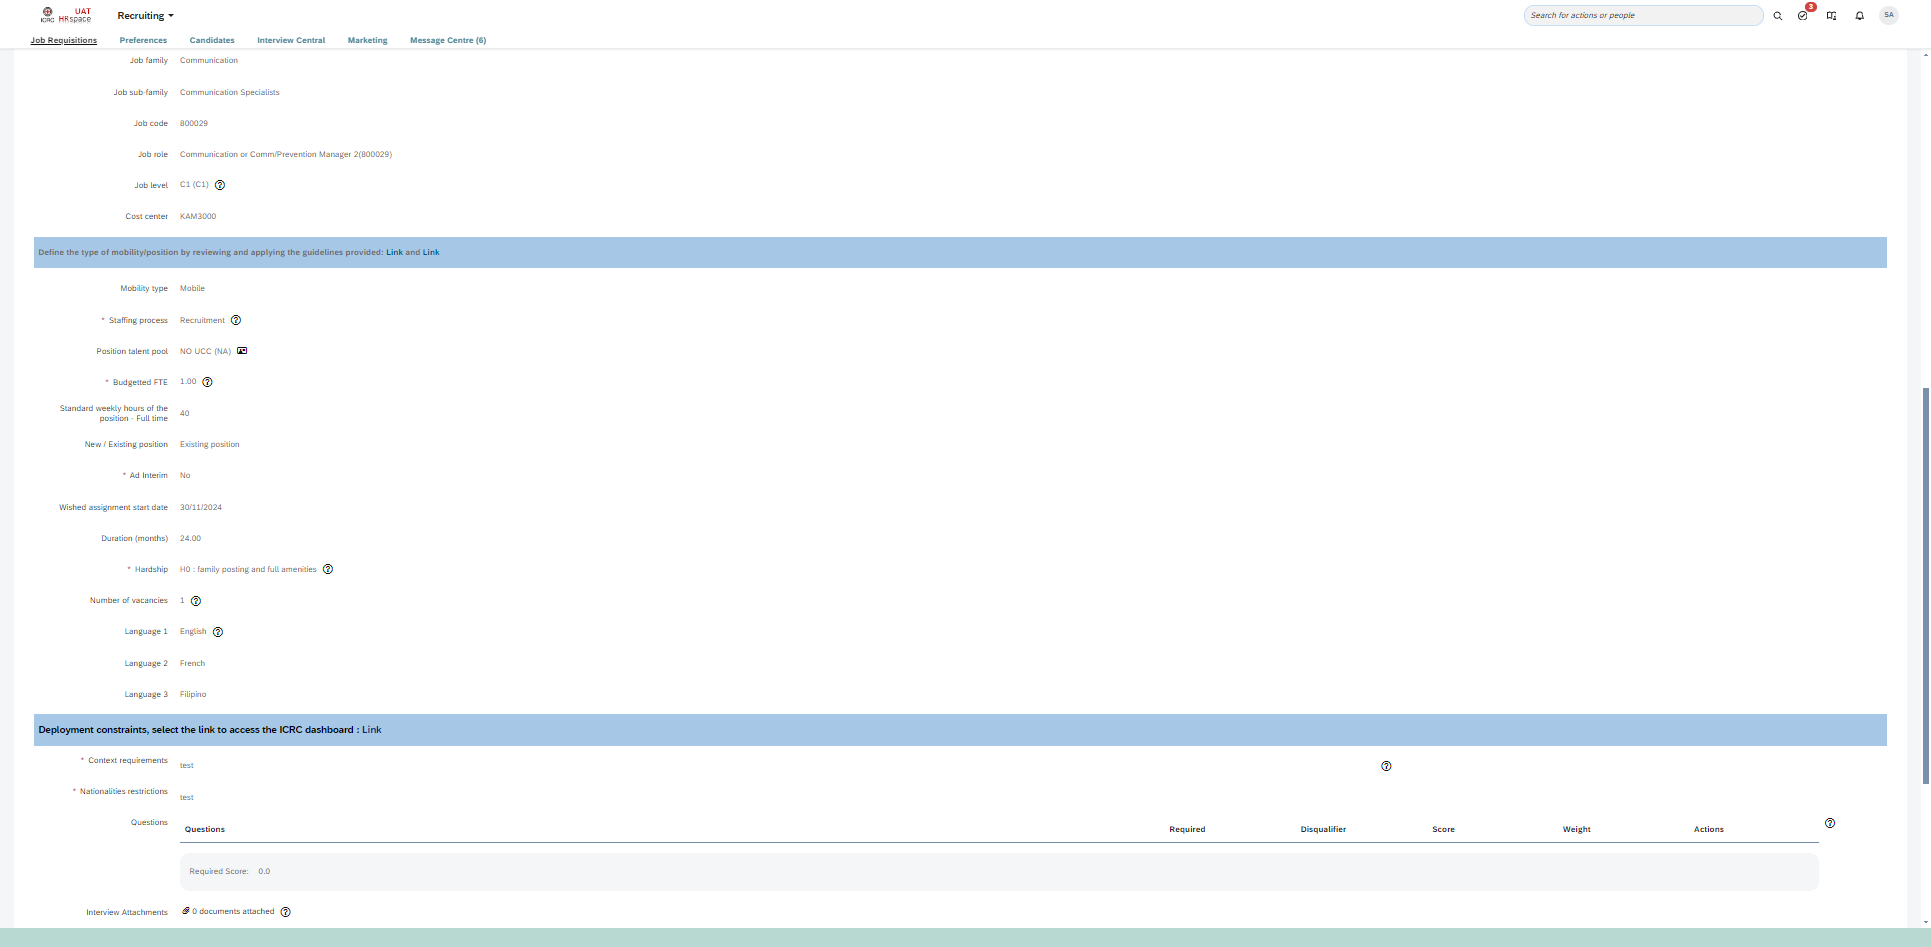 ICRC
UAT
HRspace
Recruiting
Search for actions or people
3
SA
Job Requisitions
Preferences
Candidates
Interview Central
Marketing
Message Centre (6)
Job family Communication
Job sub-family Communication Specialists
Job code 800029
Job role Communication or Comm/Prevention Manager 2(800029)
Job level C1 (C1) ?
Cost center KAM3000
Define the type of mobility/position by reviewing and applying the guidelines provided: Link and Link
Mobility type Mobile
* Staffing process Recruitment ?
Position talent pool NO UCC (NA)
* Budgetted FTE 1.00 ?
Standard weekly hours of the
position - Full time 40
New / Existing position Existing position
* Ad Interim No
Wished assignment start date 30/11/2024
Duration (months) 24.00
* Hardship H0 : family posting and full amenities ?
Number of vacancies 1 ?
Language 1 English ?
Language 2 French
Language 3 Filipino
Deployment constraints, select the link to access the ICRC dashboard : Link
* Context requirements test ?
* Nationalities restrictions test
Questions
Questions Required Disqualifier Score Weight Actions ?
Required Score: 0.0
Interview Attachments 0 documents attached ?